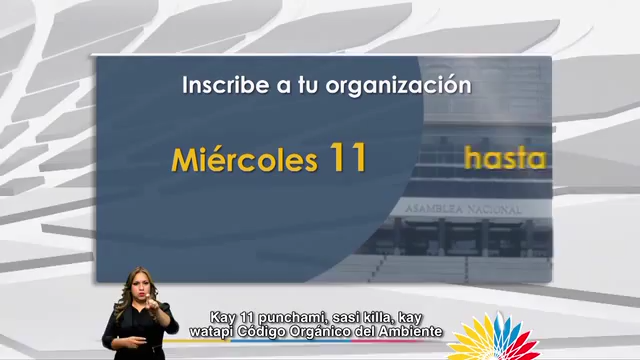 Inscribe a tu organización
Miércoles 11
hasta
ASAMBLEA NACIONAL
Kay 11 punchami, sasi killa, kay
watapi Código Orgánico del Ambiente